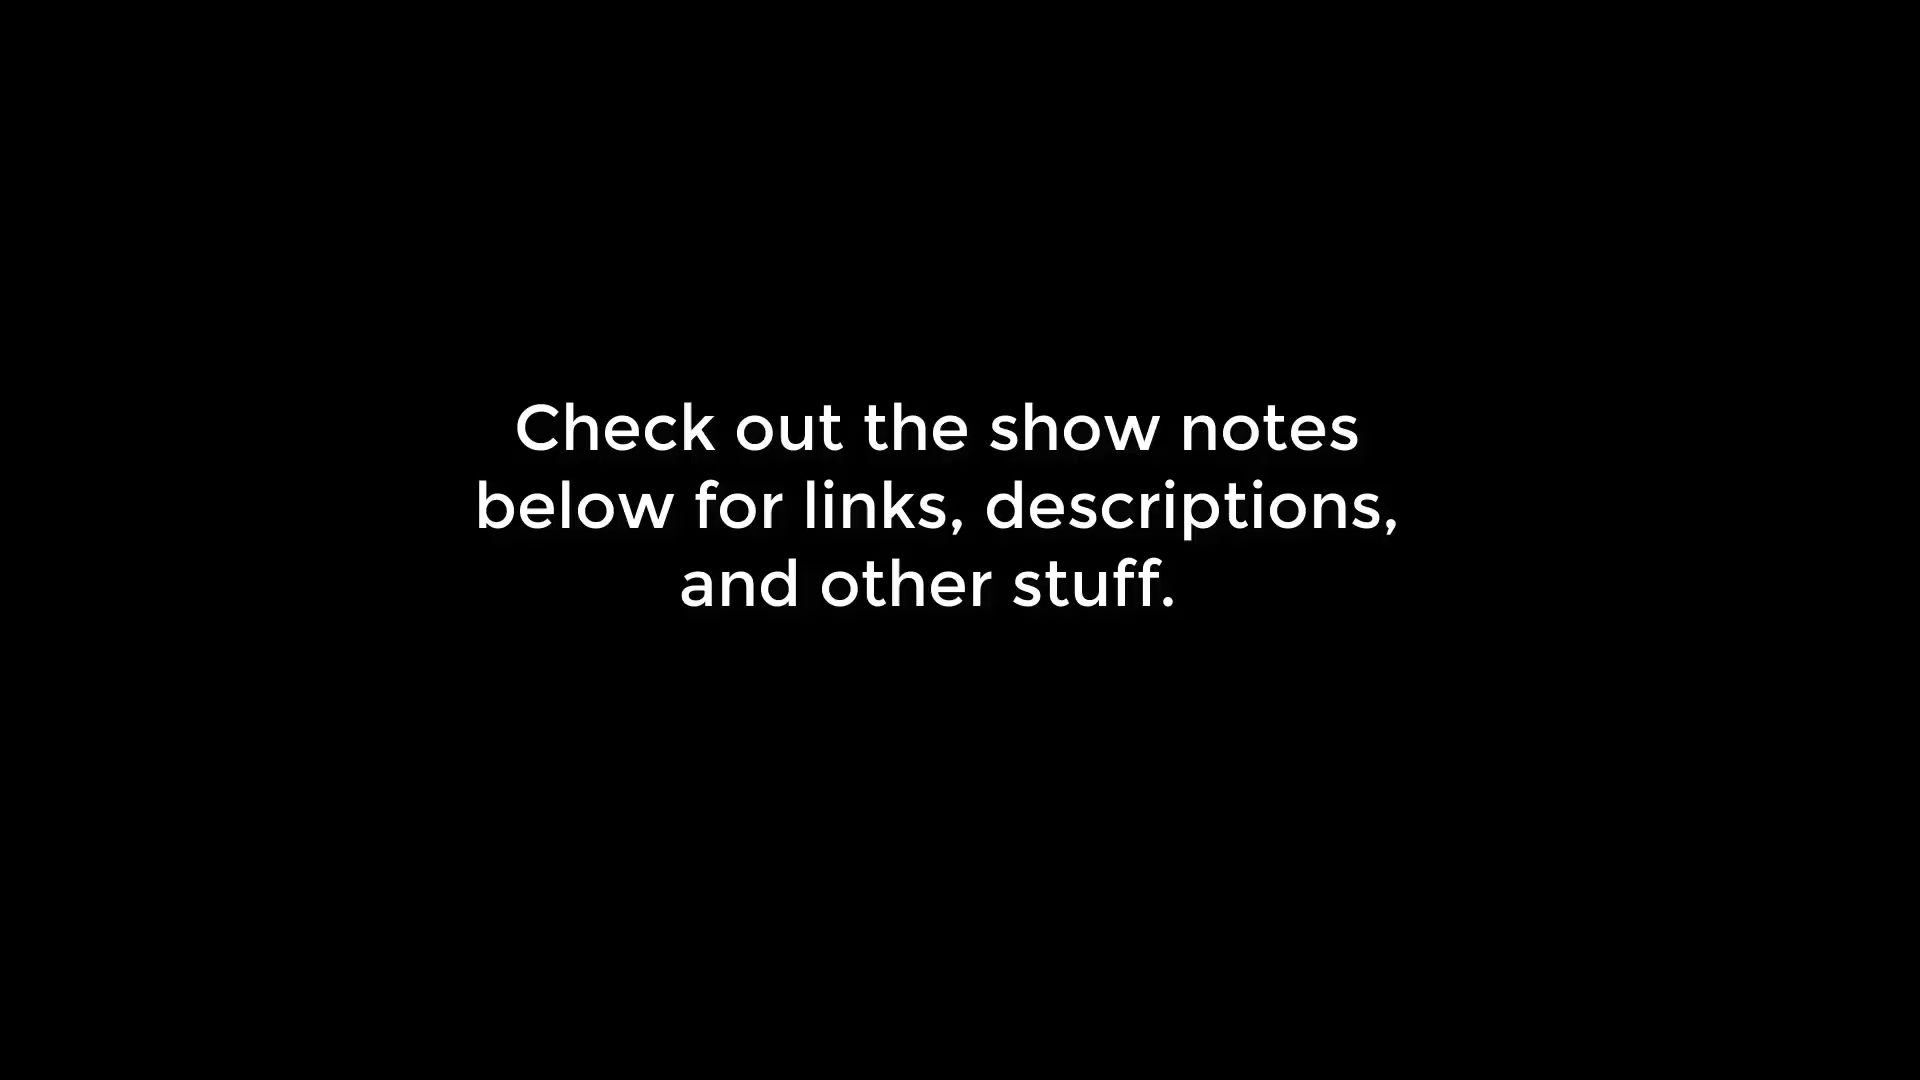 Check out the show notes
below for links, descriptions,
and other stuff.